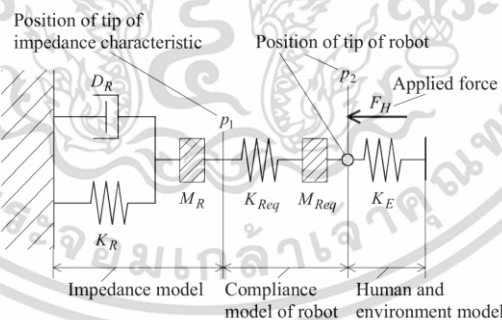 Position of tip of
impedance characteristic
Position of tip of robot
D_R
p_1
p_2
Applied force
F_H
M_R
K_Req
M_Req
K_E
K_R
Impedance model
Compliance
model of robot
Human and
environment model